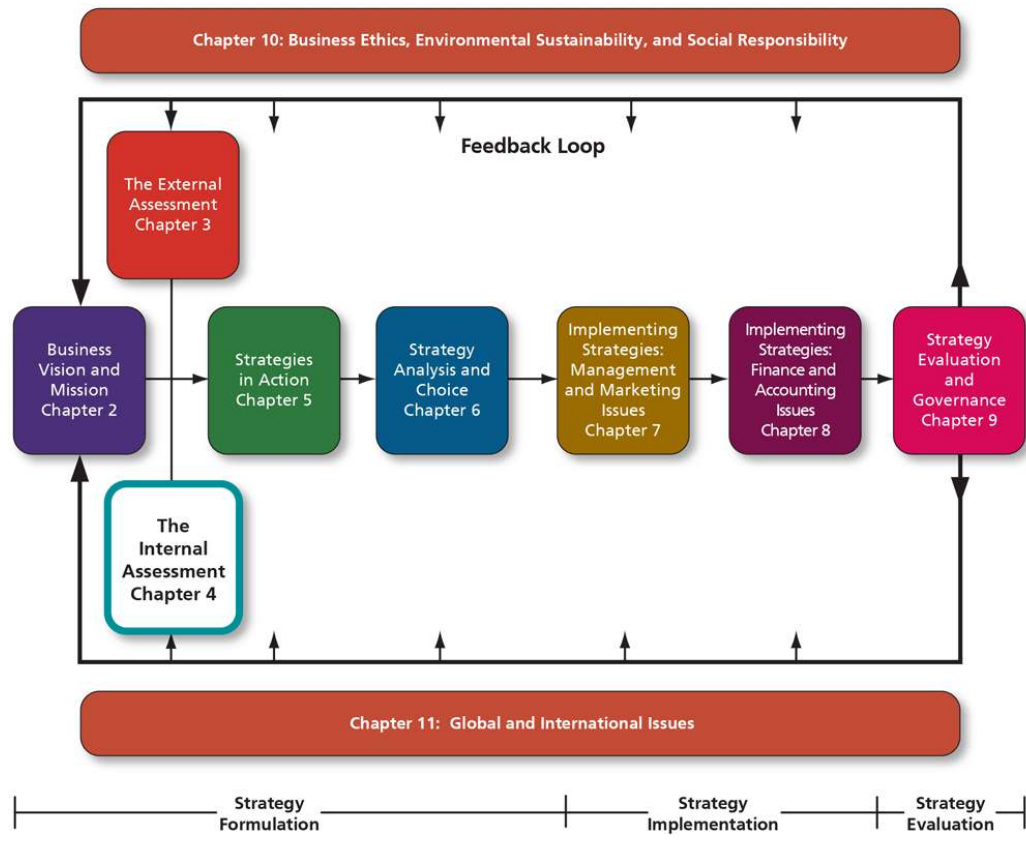 Chapter 10: Business Ethics, Environmental Sustainability, and Social Responsibility
Feedback Loop
The External
Assessment
Chapter 3
Business
Vision and
Mission
Chapter 2
Strategies
in Action
Chapter 5
Strategy
Analysis and
Choice
Chapter 6
Implementing
Strategies:
Management
and Marketing
Issues
Chapter 7
Implementing
Strategies:
Finance and
Accounting
Issues
Chapter 8
Strategy
Evaluation
and
Governance
Chapter 9
The
Internal
Assessment
Chapter 4
Chapter 11: Global and International Issues
Strategy
Formulation
Strategy
Implementation
Strategy
Evaluation